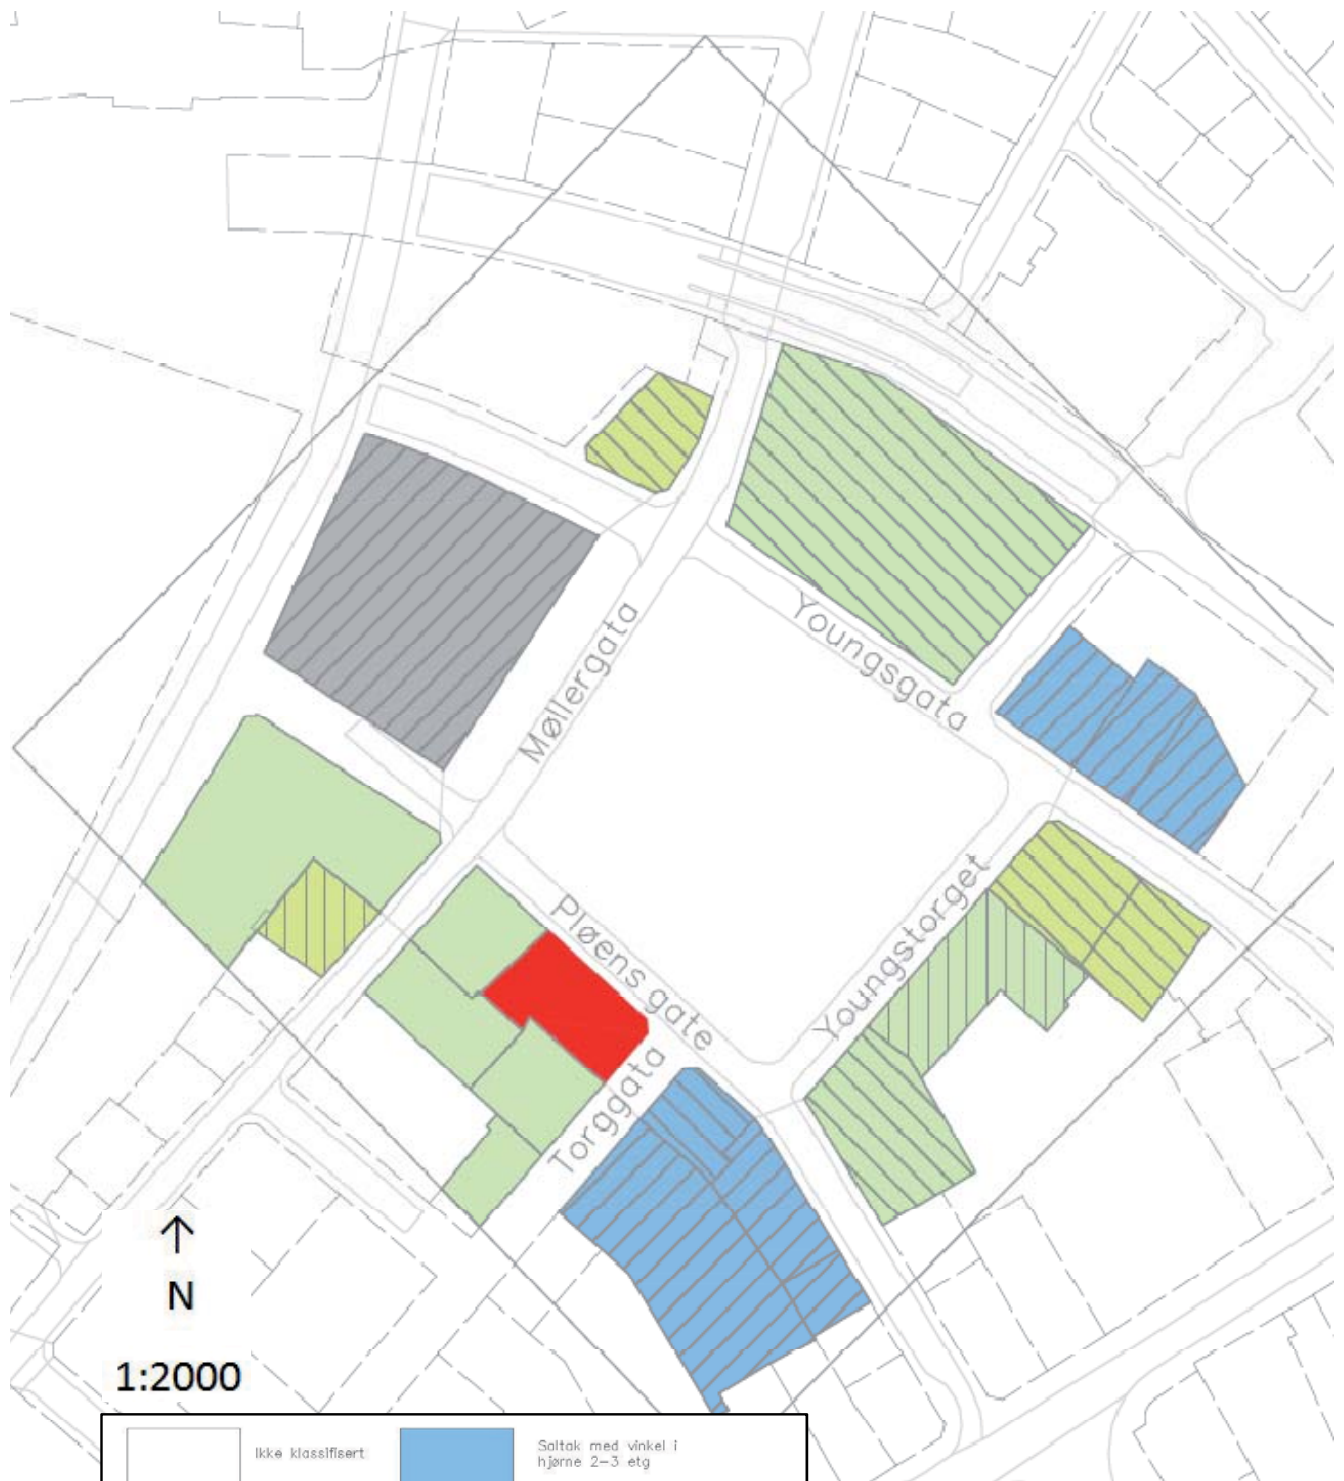 Youngsgata
Møllergata
Pløens gate
Youngstorget
Torggata
N
1:2000
Ikke klassifisert
Saltak med vinkel i
hjørne 2-3 etg